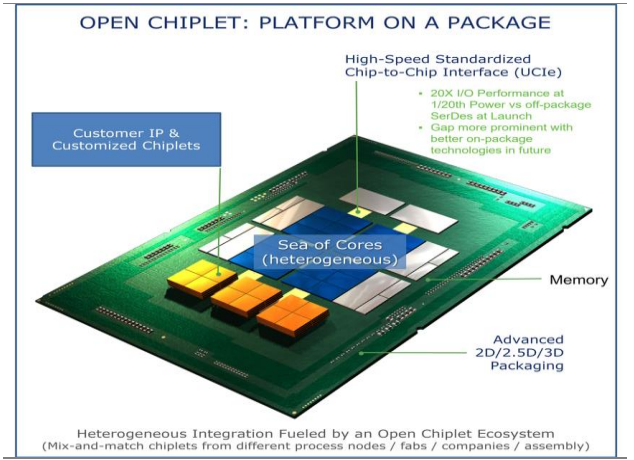 OPEN CHIPLET: PLATFORM ON A PACKAGE
High-Speed Standardized
Chip-to-Chip Interface (UCIe)
• 20X I/O Performance at
1/20th Power vs off-package
SerDes at Launch
• Gap more prominent with
better on-package
technologies in future
Customer IP &
Customized Chiplets
Sea of Cores
(heterogeneous)
Memory
Advanced
2D/2.5D/3D
Packaging
Heterogeneous Integration Fueled by an Open Chiplet Ecosystem
(Mix-and-match chiplets from different process nodes / fabs / companies / assembly)